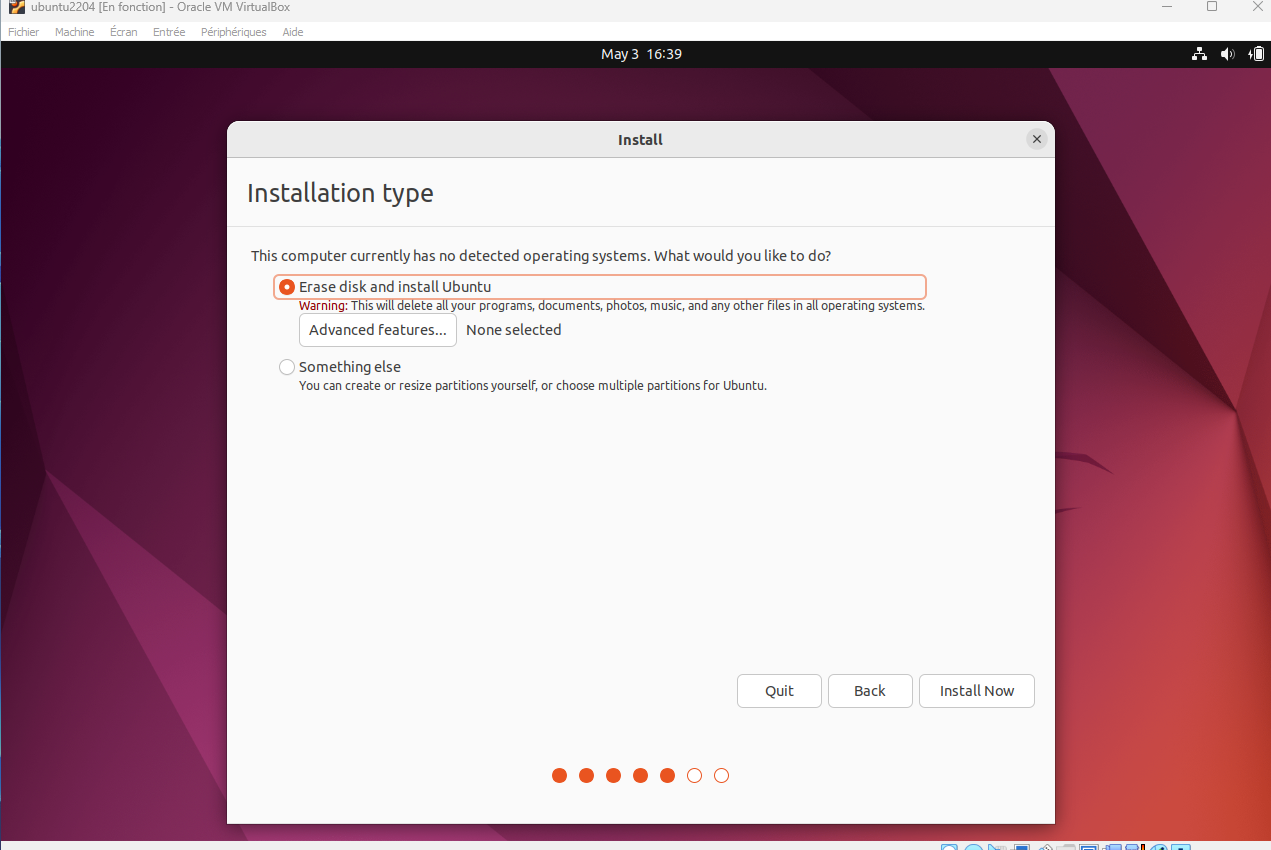 ubuntu2204 [En fonction] - Oracle VM VirtualBox
Fichier Machine Écran Entrée Périphériques Aide
May 3 16:39
Install
Installation type
This computer currently has no detected operating systems. What would you like to do?
Erase disk and install Ubuntu
Warning: This will delete all your programs, documents, photos, music, and any other files in all operating systems.
Advanced features... None selected
Something else
You can create or resize partitions yourself, or choose multiple partitions for Ubuntu.
Quit Back Install Now